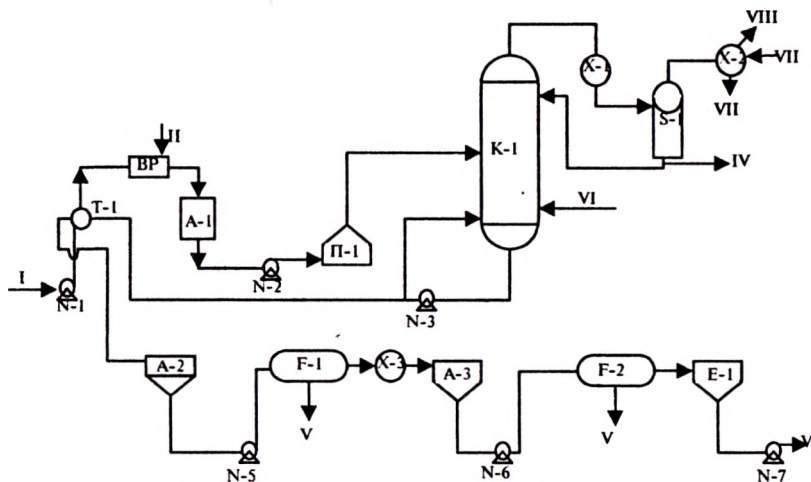 VIII
X-1
X-2
VII
II
VII
S-1
BP
K-1
IV
T-1
A-1
VI
П-1
I
N-2
N-1
N-3
A-2
F-1
X-3
A-3
F-2
E-1
V
V
V
N-5
N-6
N-7